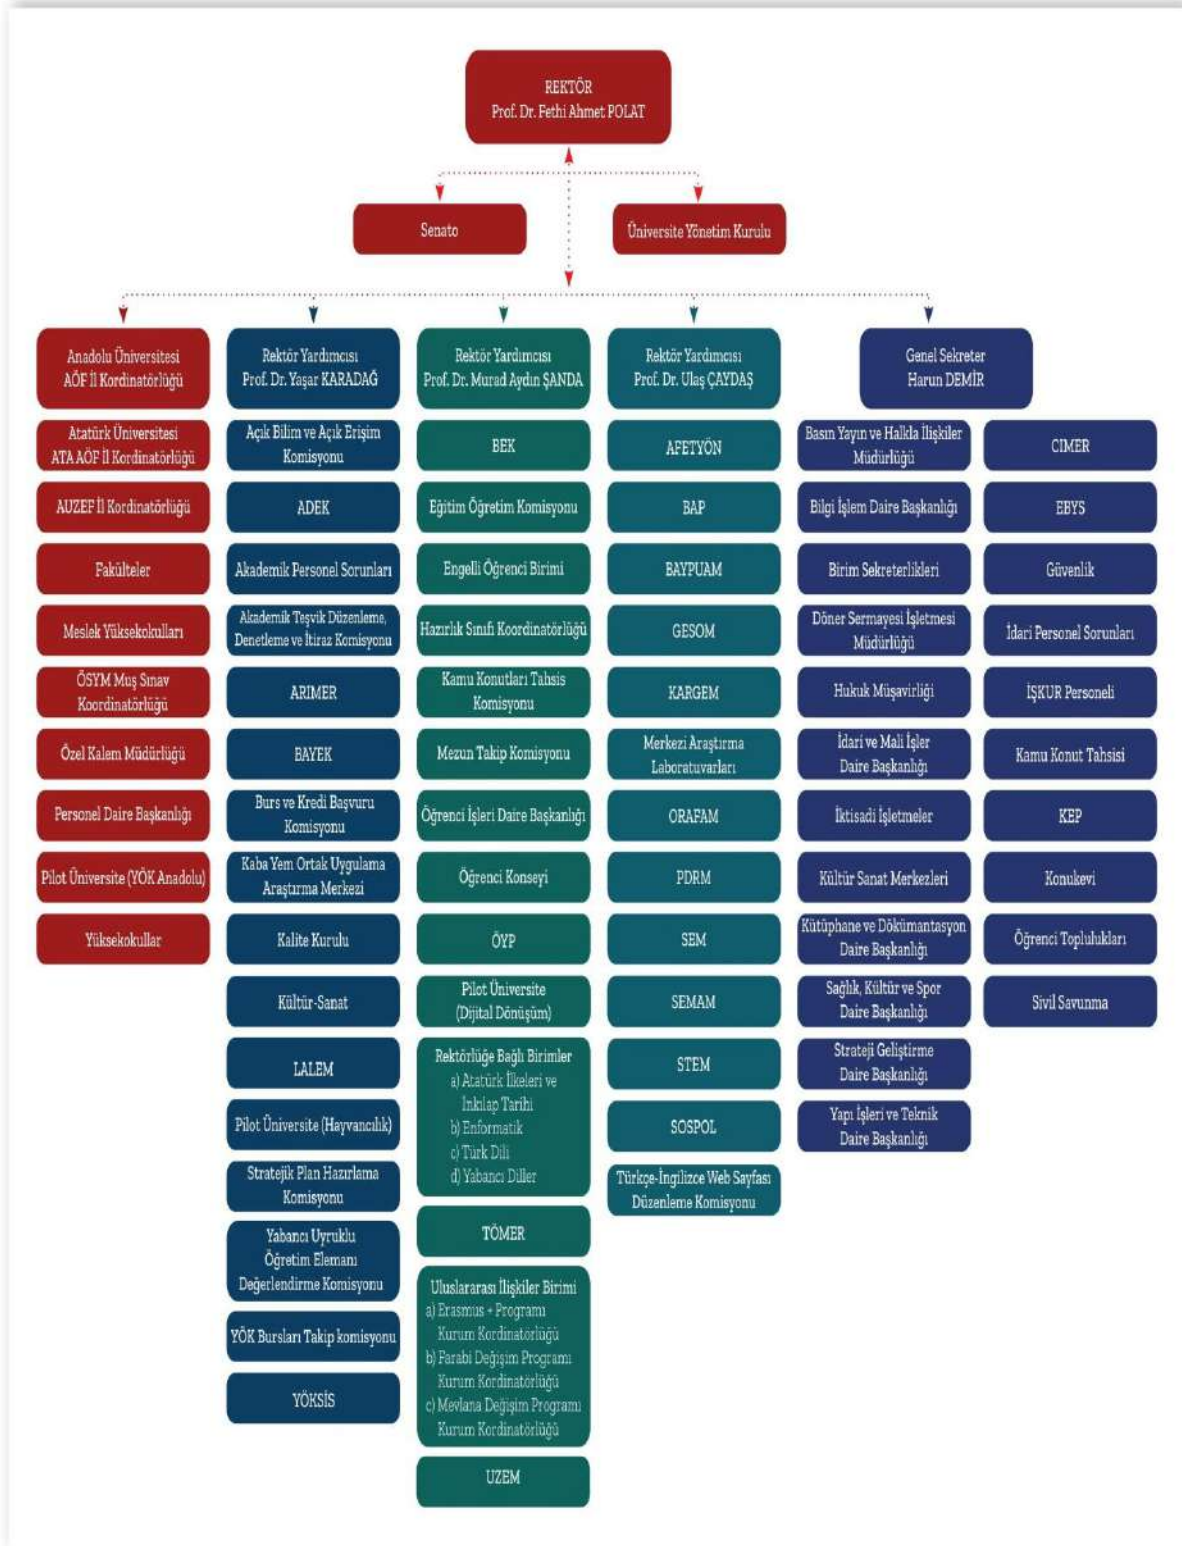 REKTÖR
Prof. Dr. Fethi Ahmet POLAT
Senato
Üniversite Yönetim Kurulu
Anadolu Üniversitesi
AÖF İl Kordinatörlüğü
Atatürk Üniversitesi
ATA AÖF İl Kordinatörlüğü
AUZEF İl Kordinatörlüğü
Fakülteler
Meslek Yüksekokulları
ÖSYM Muş Sınav
Koordinatörlüğü
Özel Kalem Müdürlüğü
Personel Daire Başkanlığı
Pilot Üniversite (YÖK Anadolu)
Yüksekokullar
Rektör Yardımcısı
Prof. Dr. Yaşar KARADAĞ
Açık Bilim ve Açık Erişim
Komisyonu
ADEK
Akademik Personel Sorunları
Akademik Teşvik Düzenleme,
Denetleme ve İtiraz Komisyonu
ARIMER
BAYEK
Burs ve Kredi Başvuru
Komisyonu
Kaba Yem Ortak Uygulama
Araştırma Merkezi
Kalite Kurulu
Kültür-Sanat
LALEM
Pilot Üniversite (Hayvancılık)
Stratejik Plan Hazırlama
Komisyonu
Yabancı Uyruklu
Öğretim Elemanı
Değerlendirme Komisyonu
YÖK Bursları Takip komisyonu
YÖKSİS
Rektör Yardımcısı
Prof. Dr. Murad Aydın ŞANDA
BEK
Eğitim Öğretim Komisyonu
Engelli Öğrenci Birimi
Hazırlık Sınıfı Koordinatörlüğü
Kamu Konutları Tahsis
Komisyonu
Mezun Takip Komisyonu
Öğrenci İşleri Daire Başkanlığı
Öğrenci Konseyi
ÖYP
Pilot Üniversite
(Dijital Dönüşüm)
Rektörlüğe Bağlı Birimler
a) Atatürk İlkeleri ve
İnkılap Tarihi
b) Enformatik
c) Türk Dili
d) Yabancı Diller
TÖMER
Uluslararası İlişkiler Birimi
a) Erasmus + Programı
Kurum Kordinatörlüğü
b) Farabi Değişim Programı
Kurum Kordinatörlüğü
c) Mevlana Değişim Programı
Kurum Kordinatörlüğü
UZEM
Rektör Yardımcısı
Prof. Dr. Ulaş ÇAYDAŞ
AFETYÖN
BAP
BAYPUAM
GESOM
KARGEM
Merkezi Araştırma
Laboratuvarları
ORAFAM
PDRM
SEM
SEMAM
STEM
SOSPOL
Türkçe-İngilizce Web Sayfası
Düzenleme Komisyonu
Genel Sekreter
Harun DEMİR
Basın Yayın ve Halkla İlişkiler
Müdürlüğü
Bilgi İşlem Daire Başkanlığı
Birim Sekreterlikleri
Döner Sermayesi İşletmesi
Müdürlüğü
Hukuk Müşavirliği
İdari ve Mali İşler
Daire Başkanlığı
İktisadi İşletmeler
Kültür Sanat Merkezleri
Kütüphane ve Dökümantasyon
Daire Başkanlığı
Sağlık, Kültür ve Spor
Daire Başkanlığı
Strateji Geliştirme
Daire Başkanlığı
Yapı İşleri ve Teknik
Daire Başkanlığı
CIMER
EBYS
Güvenlik
İdari Personel Sorunları
İŞKUR Personeli
Kamu Konut Tahsisi
KEP
Konukevi
Öğrenci Toplulukları
Sivil Savunma